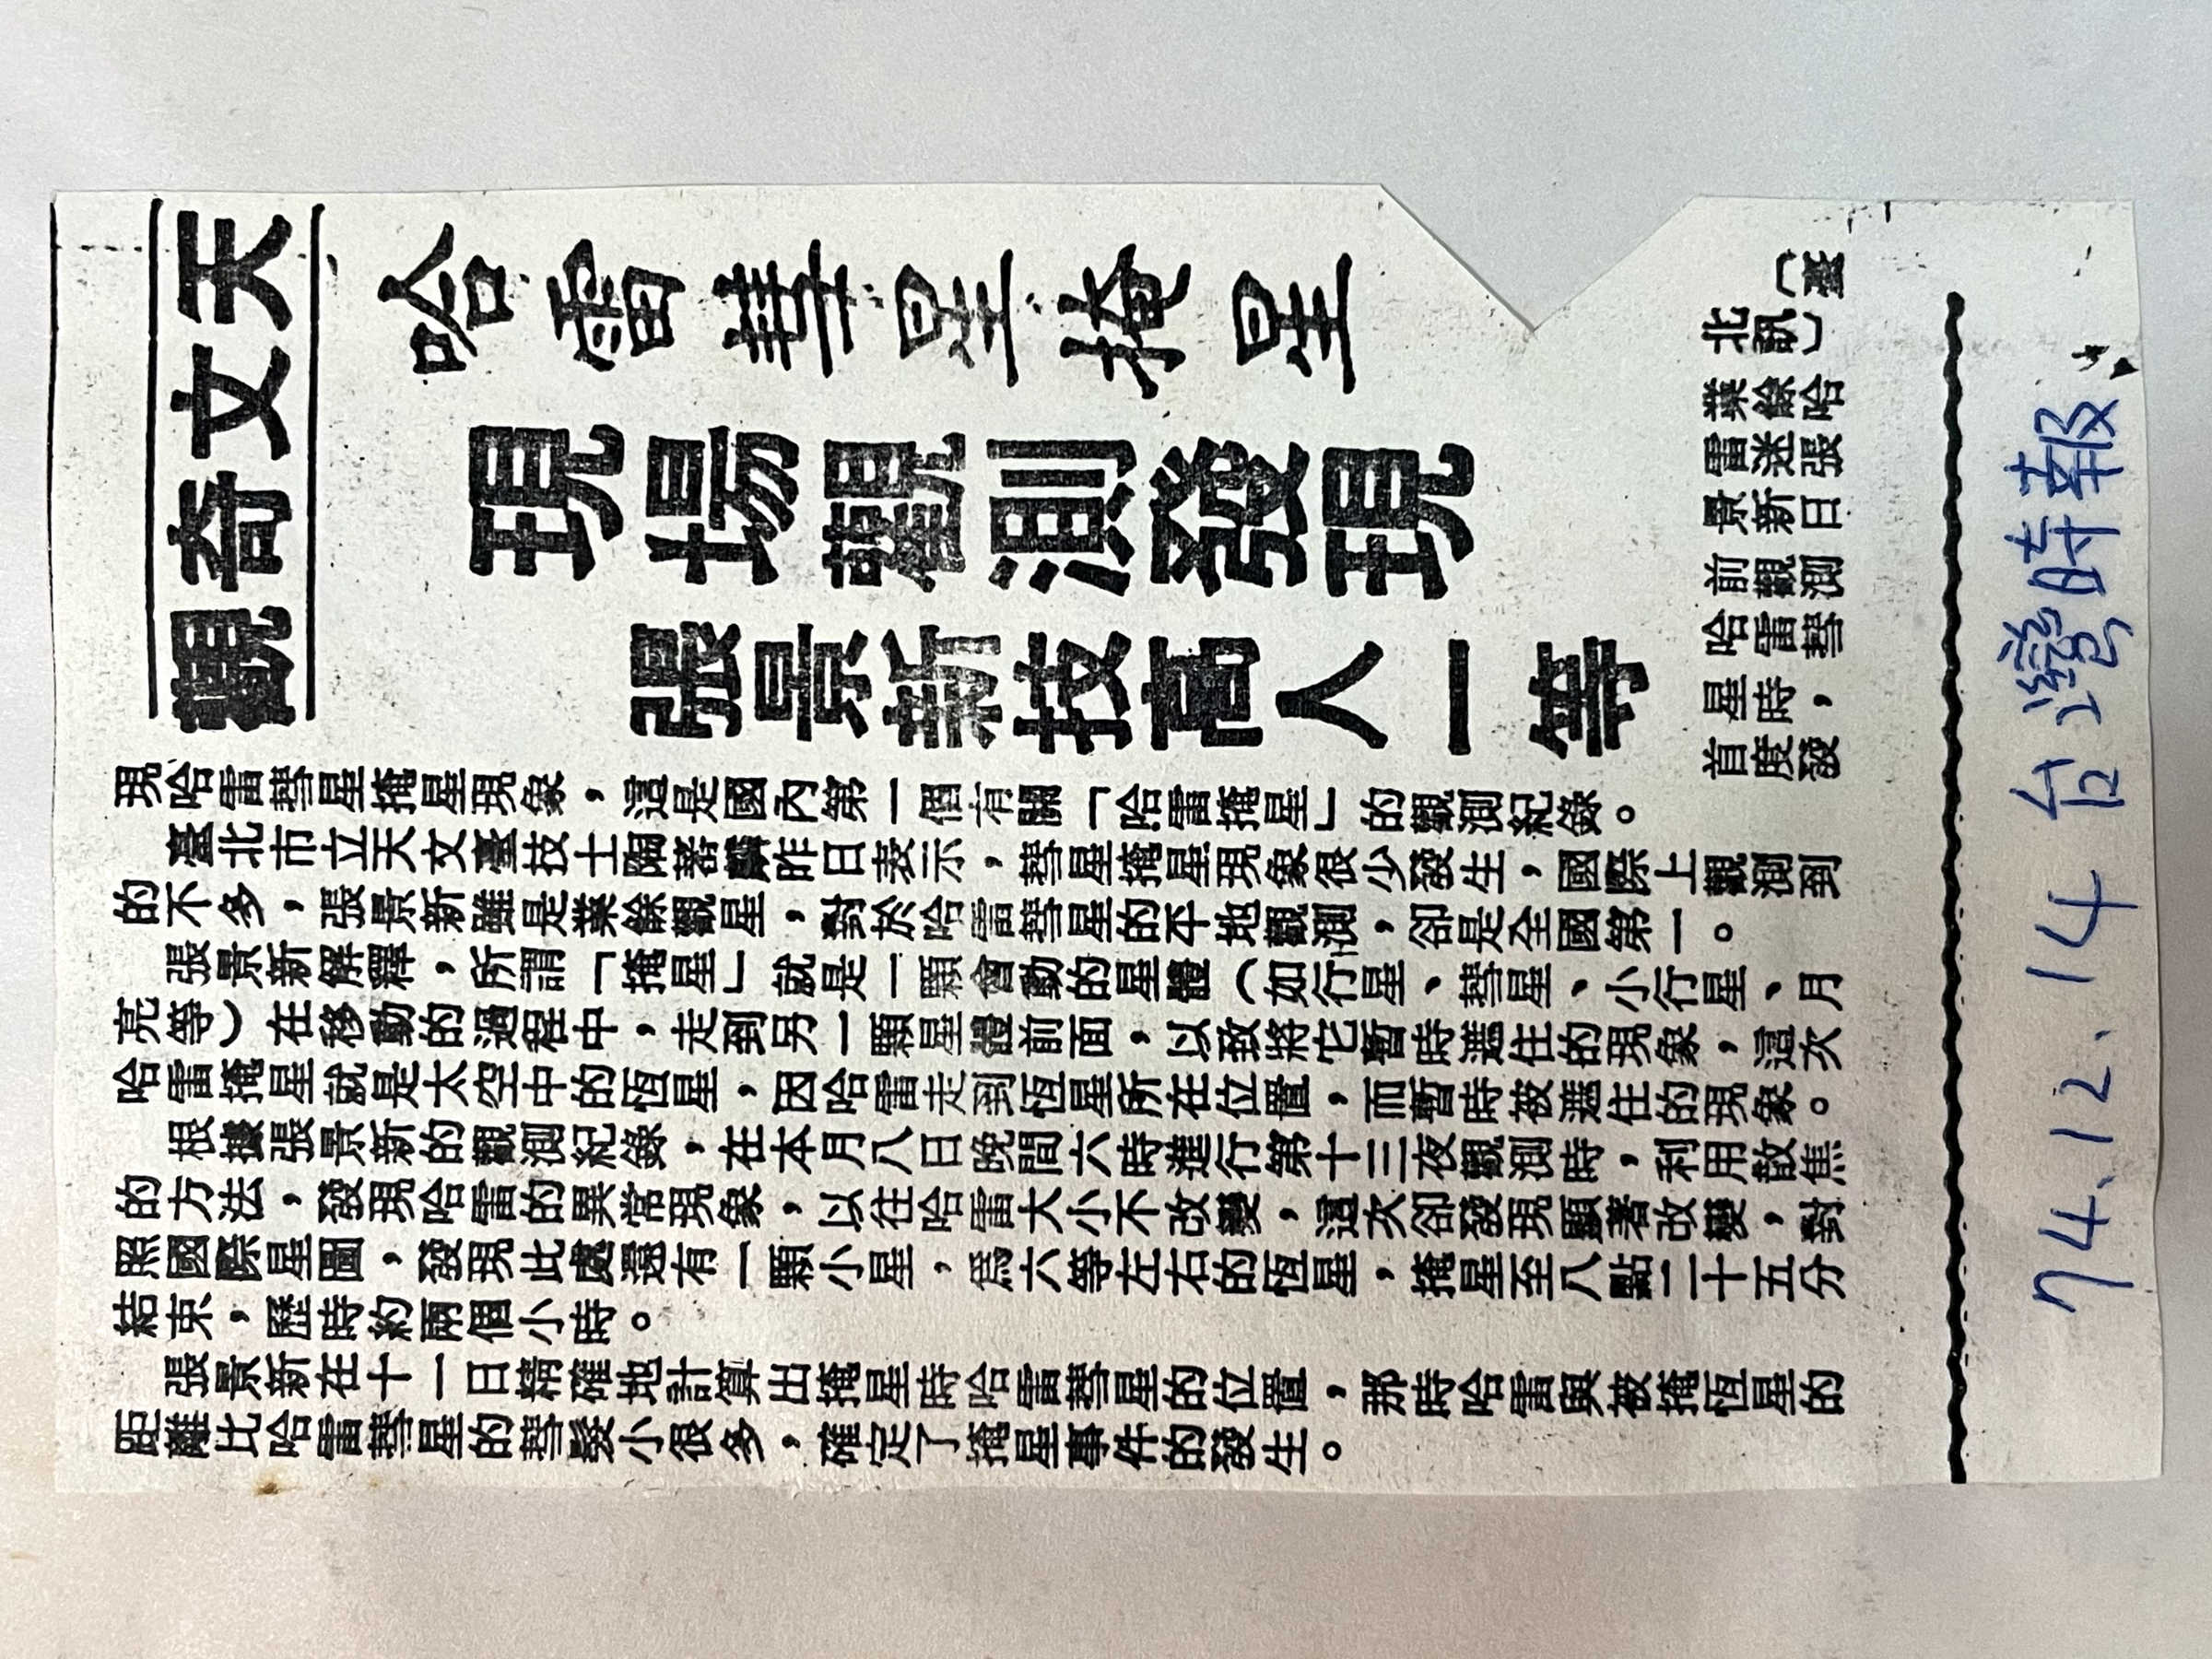 天文奇觀
哈雷彗星掩星
現場觀測發現
張景新技高人一等
〔臺
北訊〕
業餘哈
雷迷張
景新日
前觀測
哈雷彗
星時，
首度發
現哈雷彗星掩星現象，這是國內第一個有關「哈雷掩星」的觀測紀錄。
臺北市立天文臺技士陶蕃麟昨日表示，彗星掩星現象很少發生，國際上觀測到
的不多，張景新雖是業餘觀星，對於哈雷彗星的平地觀測，卻是全國第一。
張景新解釋，所謂「掩星」就是一顆會動的星體（如行星、彗星、小行星、月
亮等）在移動的過程中，走到另一顆星體前面，以致將它暫時遮住的現象，這次
哈雷掩星就是太空中的恆星，因哈雷走到恆星所在位置，而暫時被遮住的現象。
根據張景新的觀測紀錄，在本月八日晚間六時進行第十三夜觀測時，利用散焦
的方法，發現哈雷的異常現象，以往哈雷大小不改變，這次卻發現顯著改變，對
照國際星圖，發現此處還有一顆小星，為六等左右的恆星，掩星至八點二十五分
結束，歷時約兩個小時。
張景新在十一日精確地計算出掩星時哈雷彗星的位置，那時哈雷與被掩恆星的
距離比哈雷彗星的彗髮小很多，確定了掩星事件的發生。
74.12.14 台灣時報